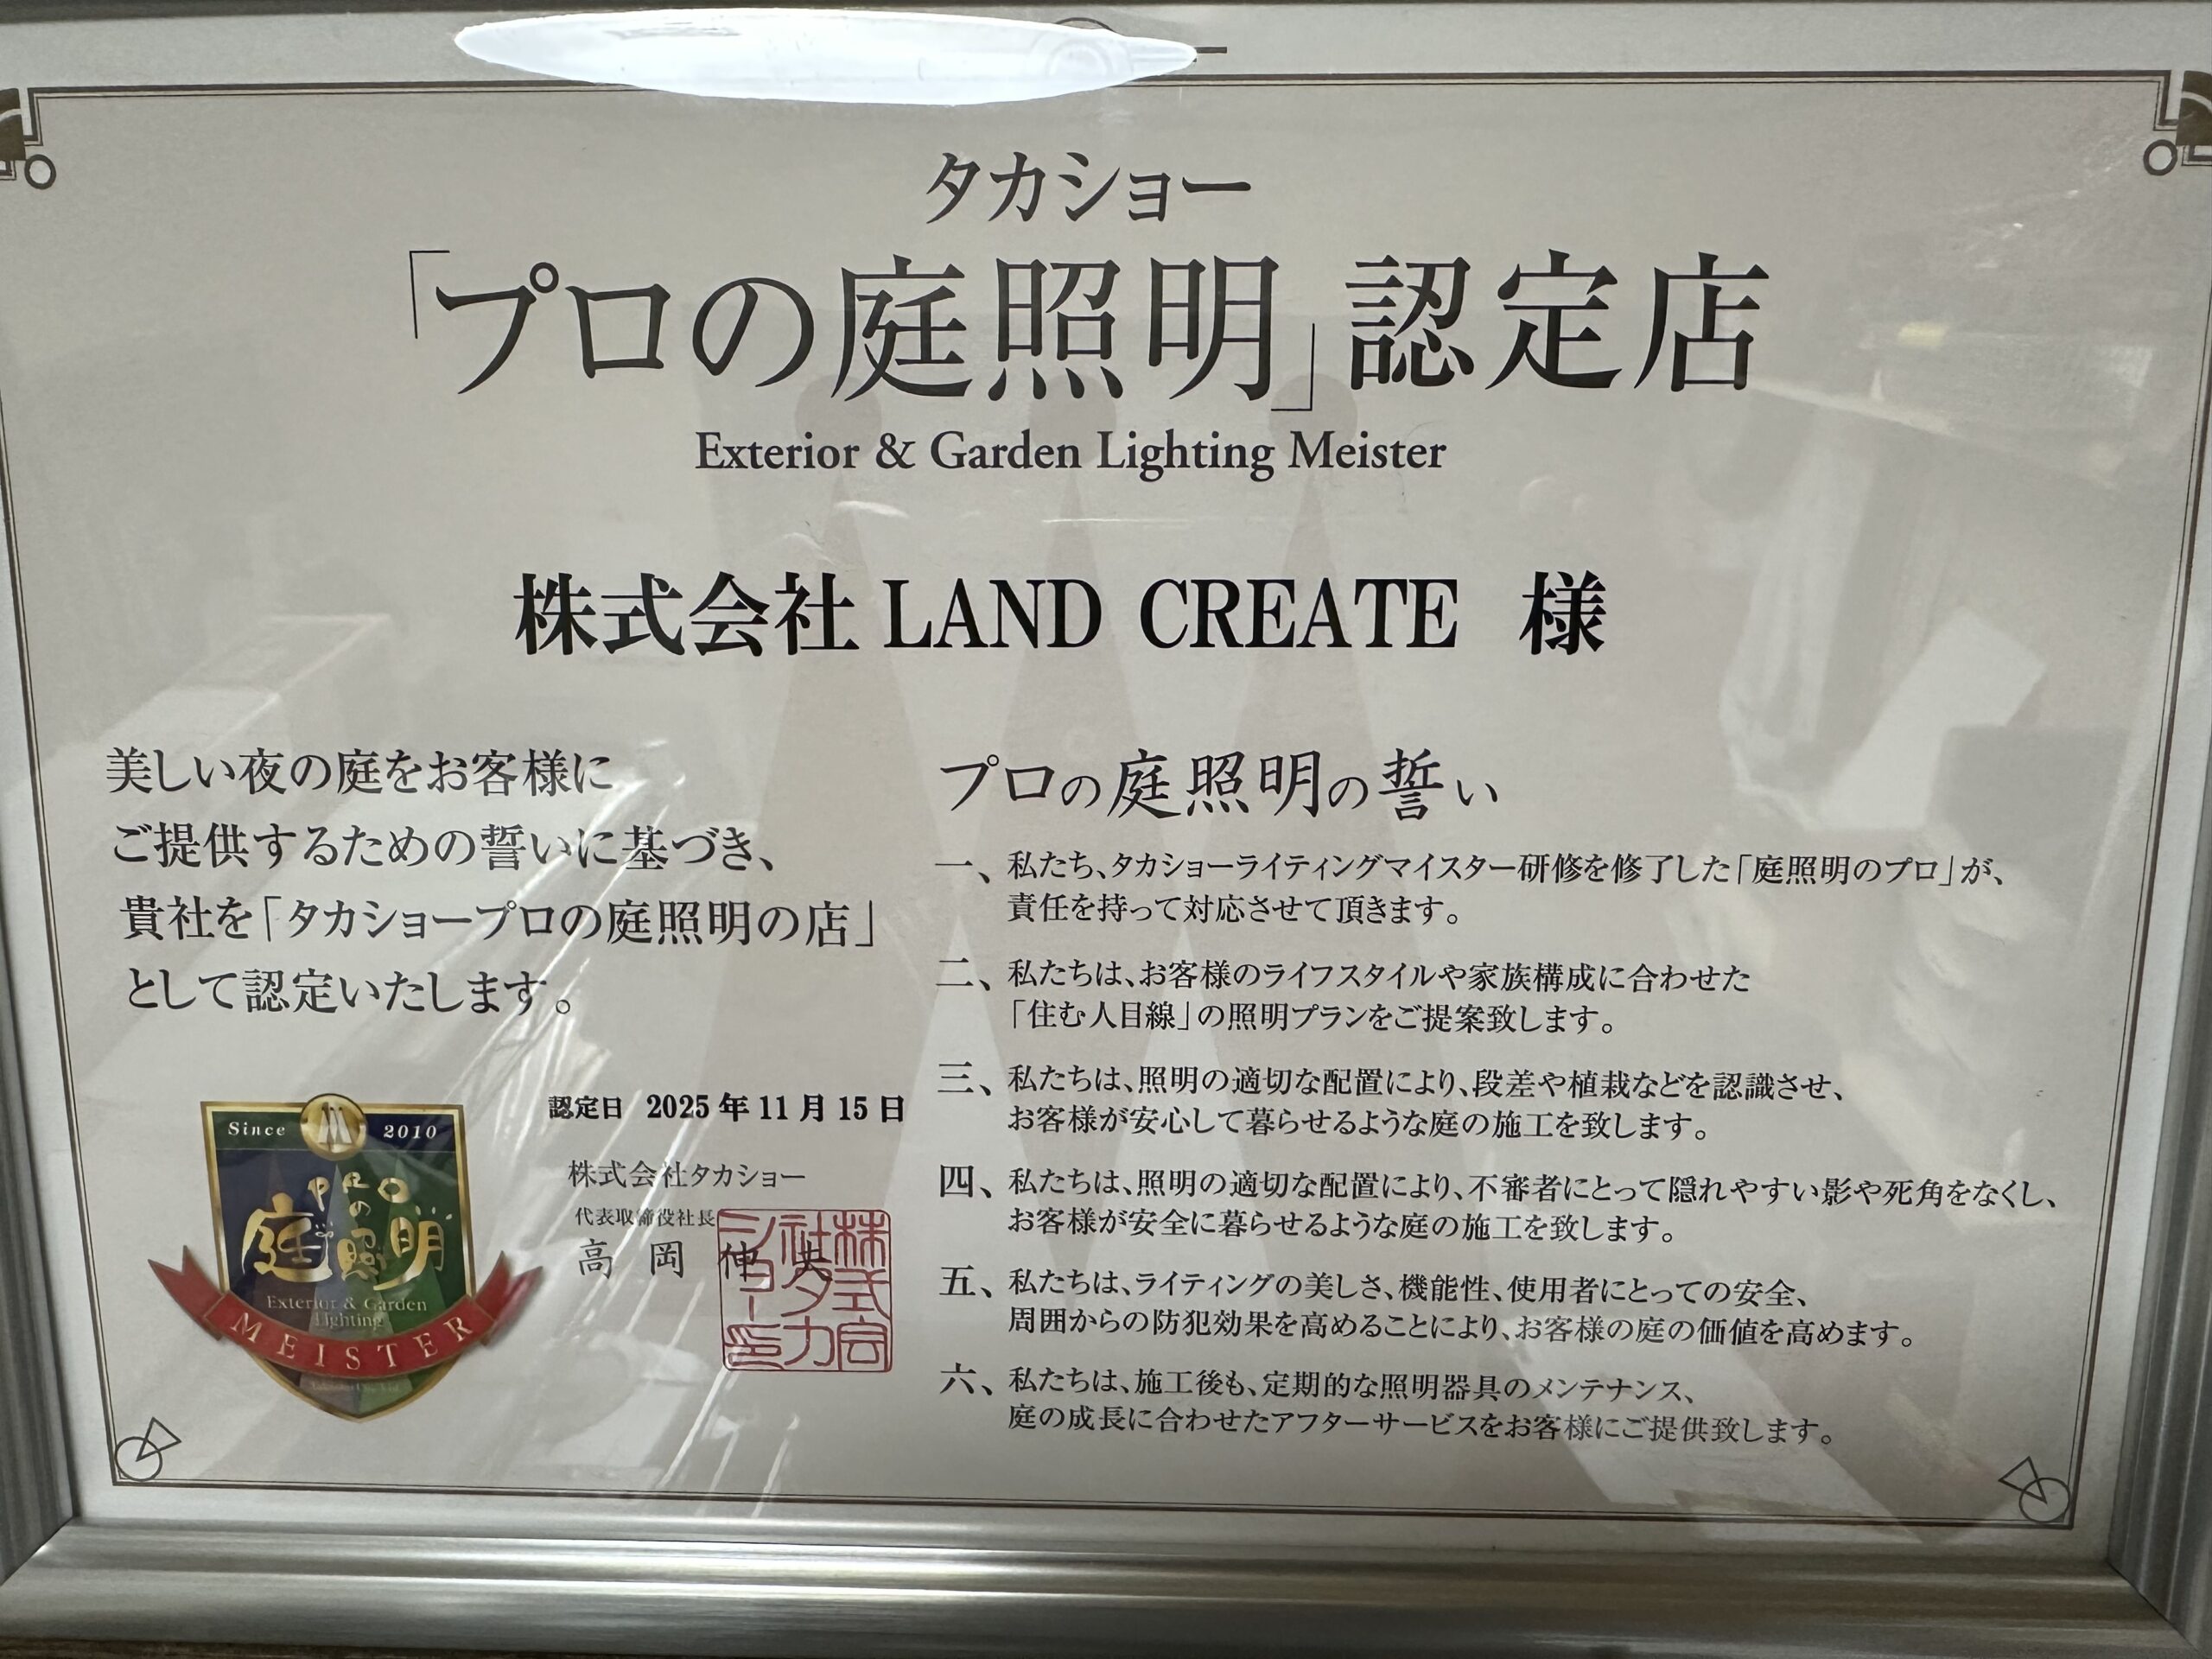 タカショー
「プロの庭照明」認定店
Exterior & Garden Lighting Meister
株式会社 LAND CREATE 様
美しい夜の庭をお客様に
ご提供するための誓いに基づき、
貴社を「タカショープロの庭照明の店」
として認定いたします。
認定日 2025年11月15日
株式会社タカショー
代表取締役社長
高岡伸夫
株式会社タカショー印
Since 2010
PROの庭照明
Exterior & Garden
Lighting
MEISTER
プロの庭照明の誓い
一、私たち、タカショーライティングマイスター研修を修了した「庭照明のプロ」が、
責任を持って対応させて頂きます。
二、私たちは、お客様のライフスタイルや家族構成に合わせた
「住む人目線」の照明プランをご提案致します。
三、私たちは、照明の適切な配置により、段差や植栽などを認識させ、
お客様が安心して暮らせるような庭の施工を致します。
四、私たちは、照明の適切な配置により、不審者にとって隠れやすい影や死角をなくし、
お客様が安全に暮らせるような庭の施工を致します。
五、私たちは、ライティングの美しさ、機能性、使用者にとっての安全、
周囲からの防犯効果を高めることにより、お客様の庭の価値を高めます。
六、私たちは、施工後も、定期的な照明器具のメンテナンス、
庭の成長に合わせたアフターサービスをお客様にご提供致します。